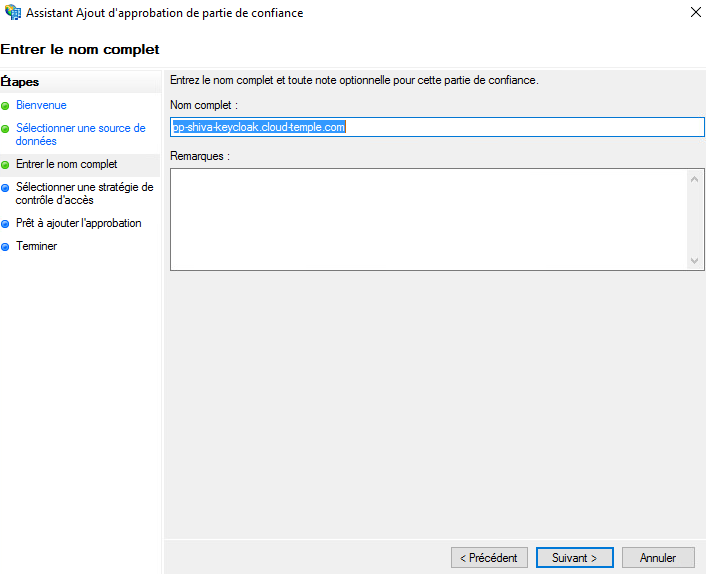 Assistant Ajout d'approbation de partie de confiance
Entrer le nom complet
Étapes
Bienvenue
Sélectionner une source de
données
Entrer le nom complet
Sélectionner une stratégie de
contrôle d'accès
Prêt à ajouter l'approbation
Terminer
Entrez le nom complet et toute note optionnelle pour cette partie de confiance.
Nom complet :
pp-shiva-keycloak.cloud-temple.com
Remarques :
< Précédent
Suivant >
Annuler